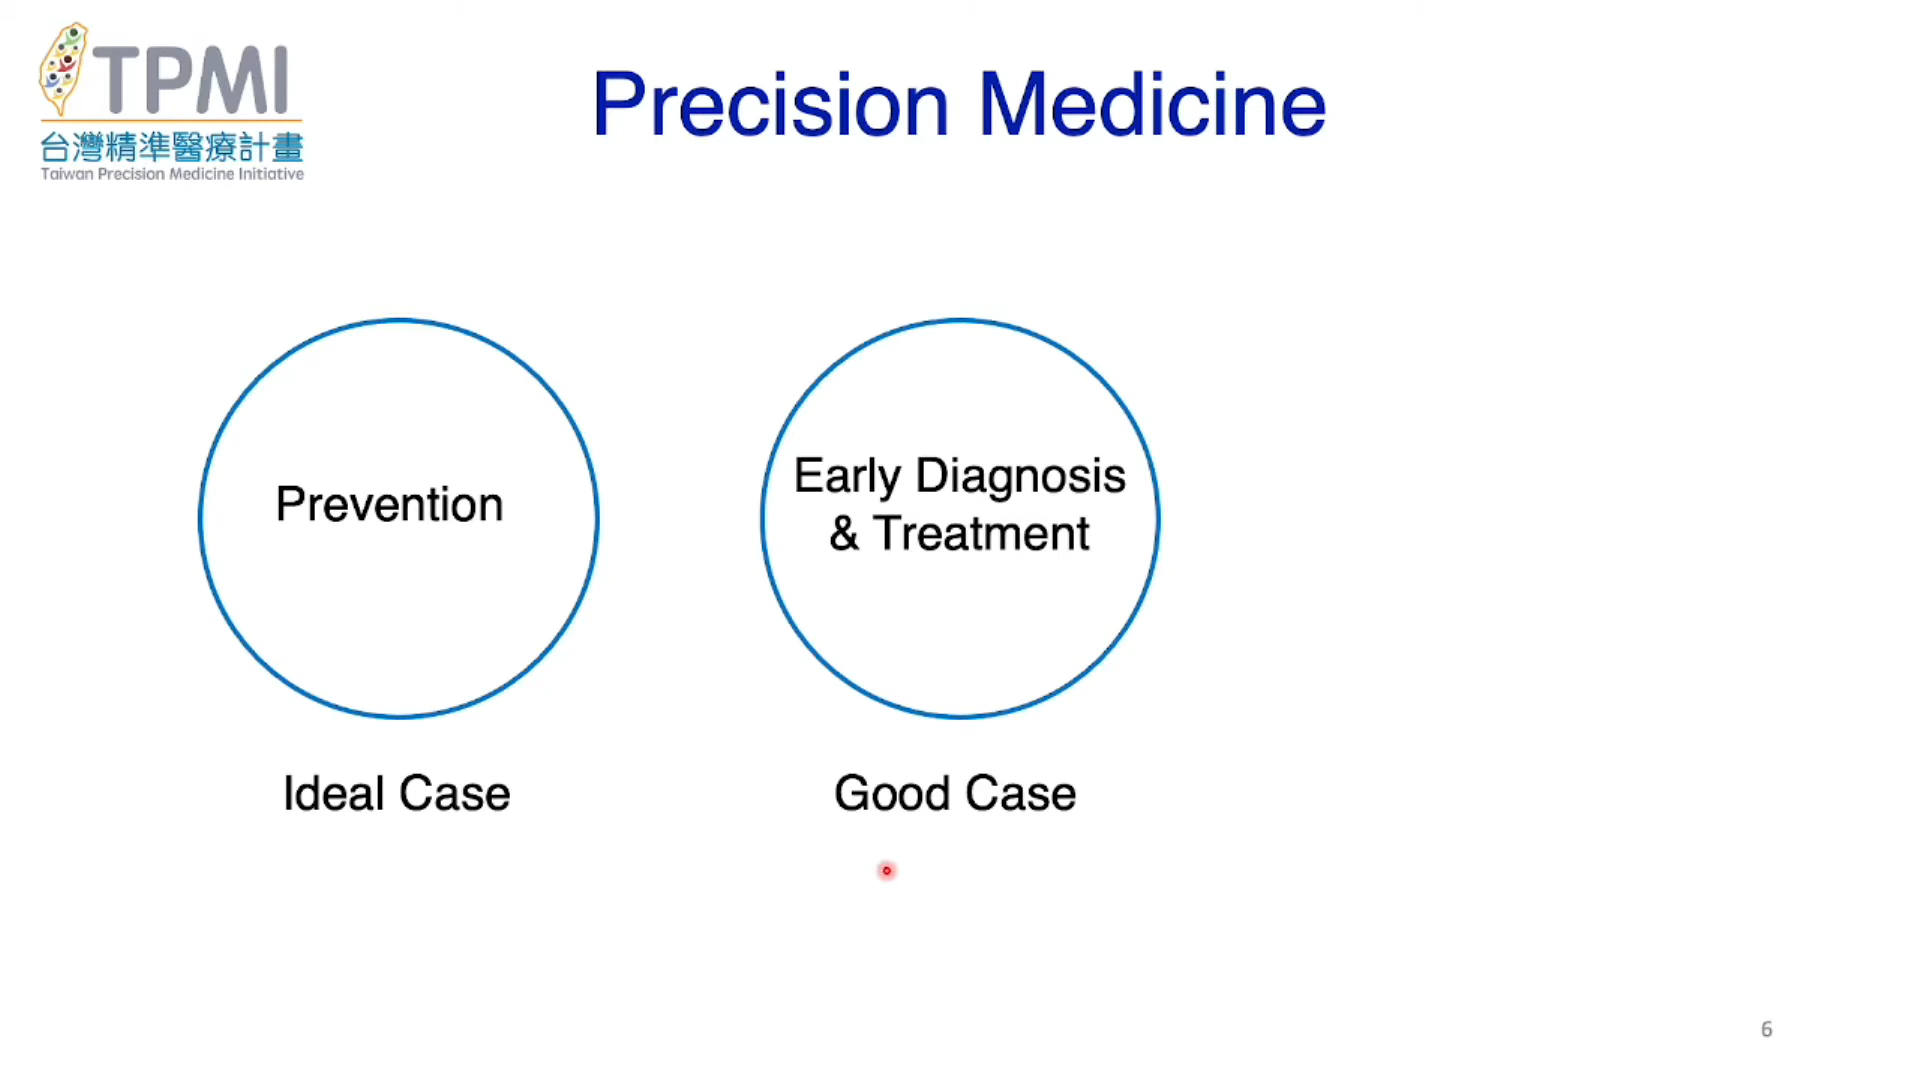 TPMI
台灣精準醫療計畫
Taiwan Precision Medicine Initiative
Precision Medicine
Prevention
Early Diagnosis
& Treatment
Ideal Case
Good Case
6